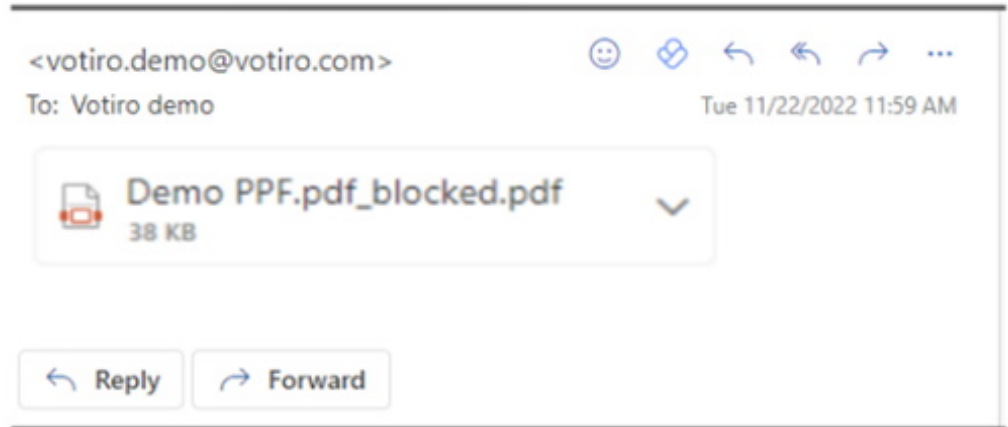 <votiro.demo@votiro.com>
To: Votiro demo
Tue 11/22/2022 11:59 AM
Demo PPF.pdf_blocked.pdf
38 KB
Reply
Forward